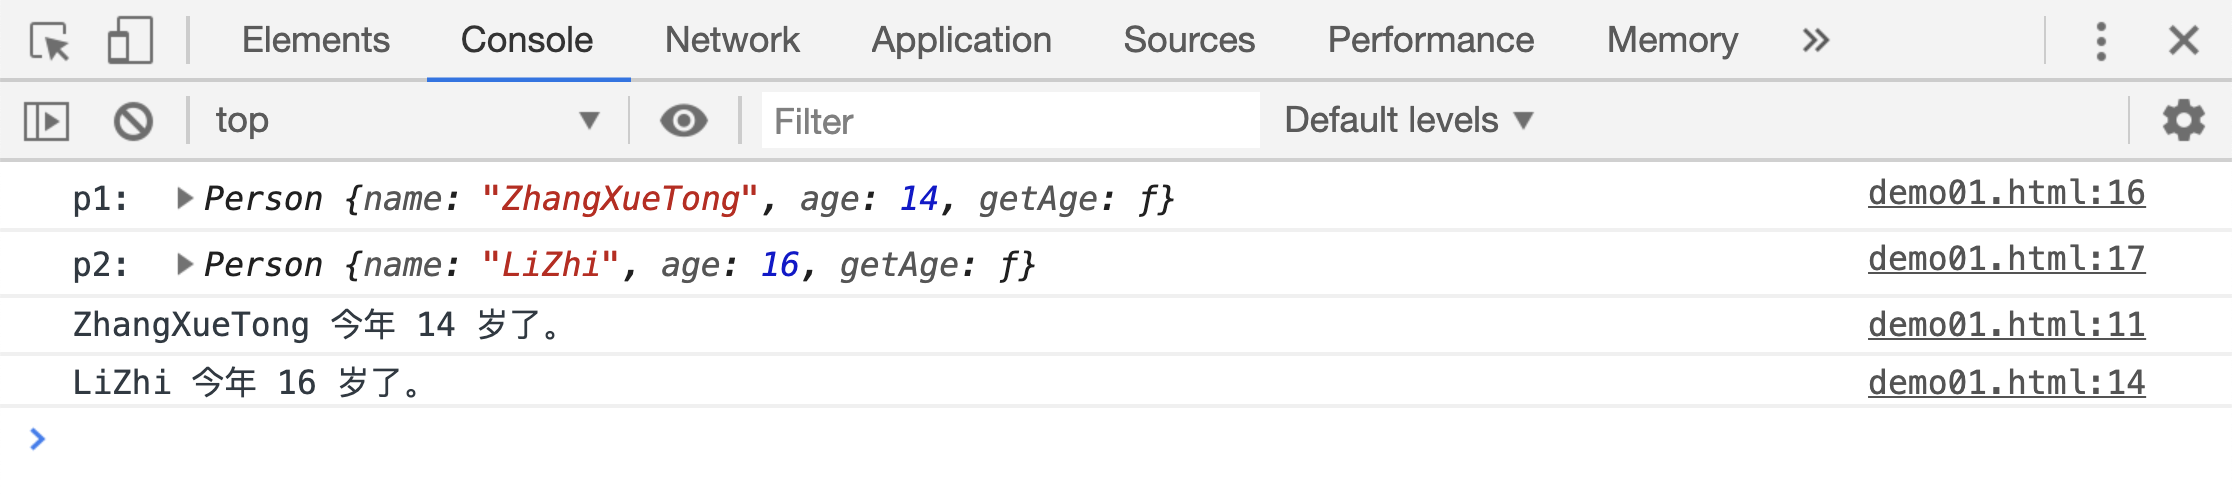 Elements Console Network Application Sources Performance Memory
top Filter Default levels
p1: Person {name: "ZhangXueTong", age: 14, getAge: ƒ} demo01.html:16
p2: Person {name: "LiZhi", age: 16, getAge: ƒ} demo01.html:17
ZhangXueTong 今年 14 岁了。 demo01.html:11
LiZhi 今年 16 岁了。 demo01.html:14